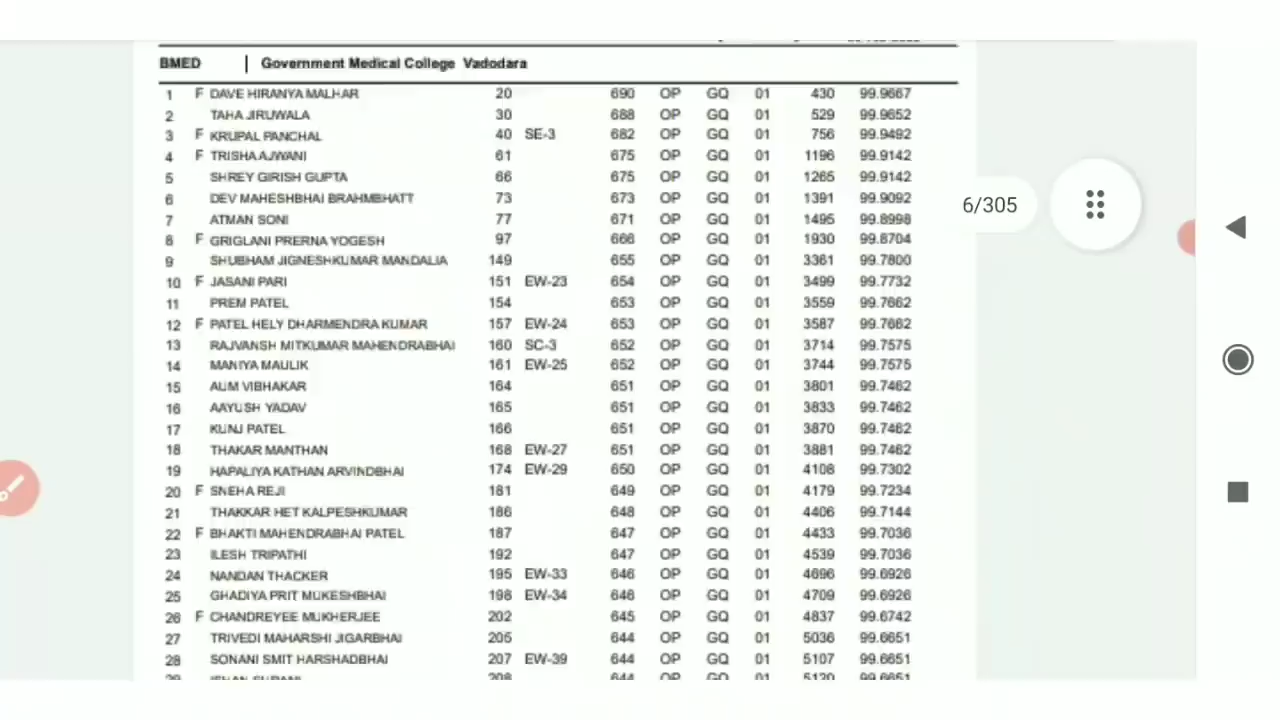 BMED | Government Medical College Vadodara
1 F DAVE HIRANYA MALHAR 20 690 OP GQ 01 430 99.9667
2 TAHA JIRUWALA 30 688 OP GQ 01 529 99.9652
3 F KRUPAL PANCHAL 40 SE-3 682 OP GQ 01 756 99.9492
4 F TRISHA AJWANI 61 675 OP GQ 01 1196 99.9142
5 SHREY GIRISH GUPTA 66 675 OP GQ 01 1265 99.9142
6 DEV MAHESHBHAI BRAHMBHATT 73 673 OP GQ 01 1391 99.9092
7 ATMAN SONI 77 671 OP GQ 01 1495 99.8998
8 F GRIGLANI PRERNA YOGESH 97 666 OP GQ 01 1930 99.8704
9 SHUBHAM JIGNESHKUMAR MANDALIA 149 655 OP GQ 01 3361 99.7800
10 F JASANI PARI 151 EW-23 654 OP GQ 01 3499 99.7732
11 PREM PATEL 154 653 OP GQ 01 3559 99.7662
12 F PATEL HELY DHARMENDRA KUMAR 157 EW-24 653 OP GQ 01 3587 99.7662
13 RAJVANSH MITKUMAR MAHENDRABHAI 160 SC-3 652 OP GQ 01 3714 99.7575
14 MANIYA MAULIK 161 EW-25 652 OP GQ 01 3744 99.7575
15 AUM VIBHAKAR 164 651 OP GQ 01 3801 99.7462
16 AAYUSH YADAV 165 651 OP GQ 01 3833 99.7462
17 KUNJ PATEL 166 651 OP GQ 01 3870 99.7462
18 THAKAR MANTHAN 168 EW-27 651 OP GQ 01 3881 99.7462
19 HAPALIYA KATHAN ARVINDBHAI 174 EW-29 650 OP GQ 01 4108 99.7302
20 F SNEHA REJI 181 649 OP GQ 01 4179 99.7234
21 THAKKAR HET KALPESHKUMAR 186 648 OP GQ 01 4406 99.7144
22 F BHAKTI MAHENDRABHAI PATEL 187 647 OP GQ 01 4433 99.7036
23 ILESH TRIPATHI 192 647 OP GQ 01 4539 99.7036
24 NANDAN THACKER 195 EW-33 646 OP GQ 01 4696 99.6926
25 GHADIYA PRIT MUKESHBHAI 198 EW-34 646 OP GQ 01 4709 99.6926
26 F CHANDREYEE MUKHERJEE 202 645 OP GQ 01 4837 99.6742
27 TRIVEDI MAHARSHI JIGARBHAI 205 644 OP GQ 01 5036 99.6651
28 SONANI SMIT HARSHADBHAI 207 EW-39 644 OP GQ 01 5107 99.6651
6/305